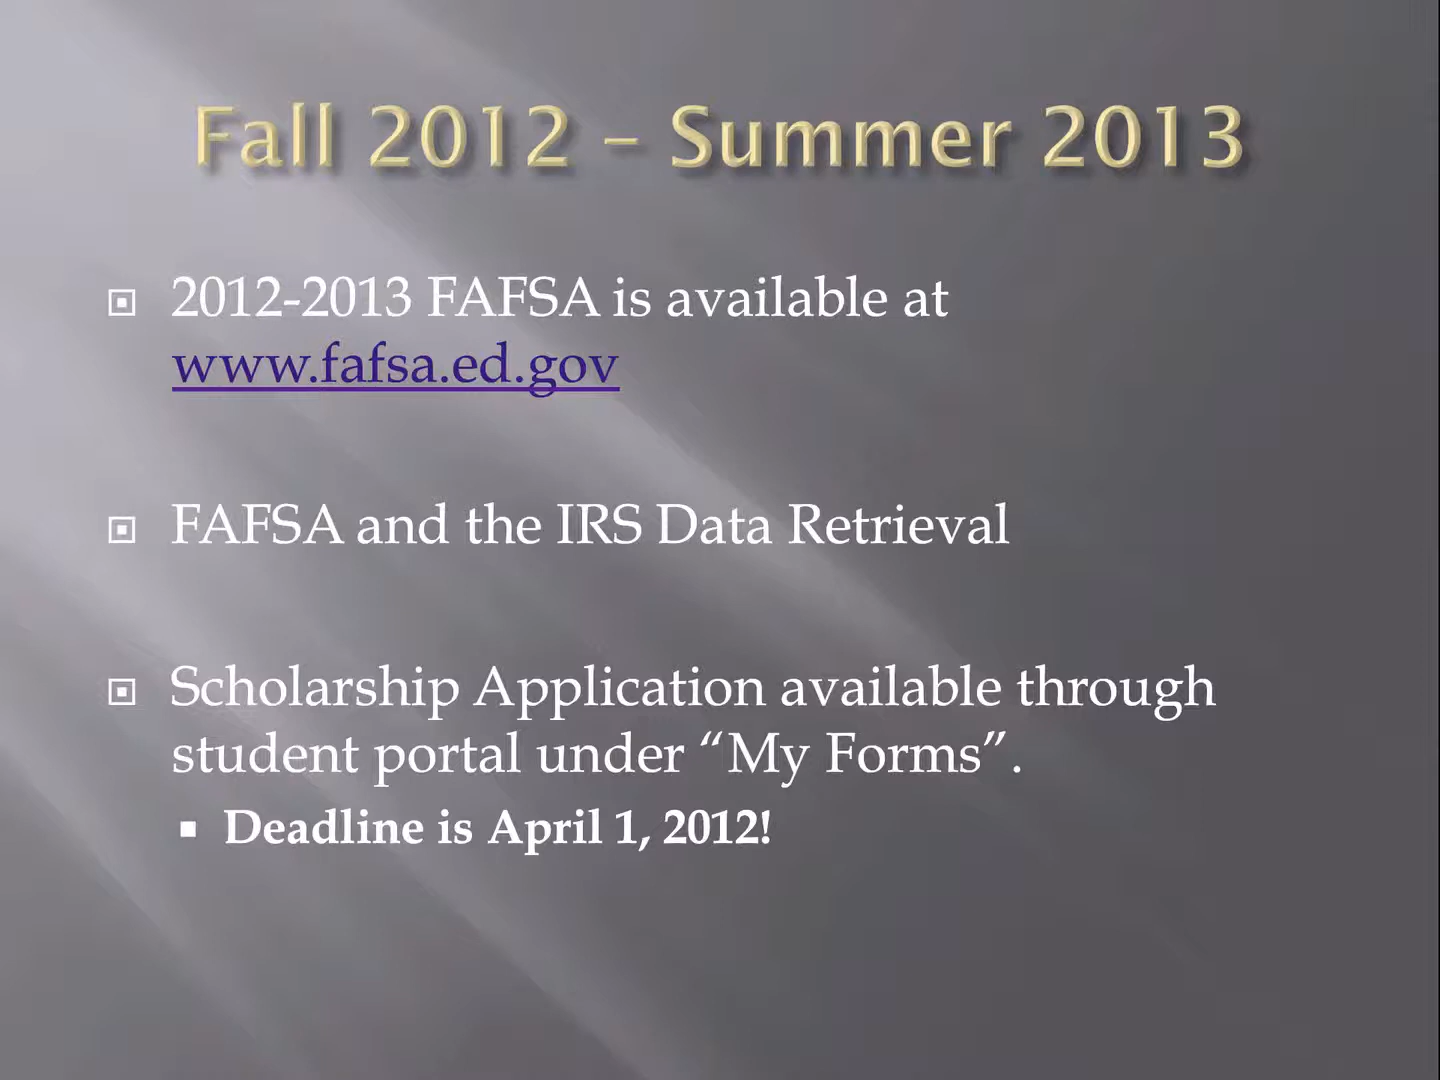 Fall 2012 – Summer 2013
2012-2013 FAFSA is available at
www.fafsa.ed.gov
FAFSA and the IRS Data Retrieval
Scholarship Application available through
student portal under “My Forms”.
Deadline is April 1, 2012!